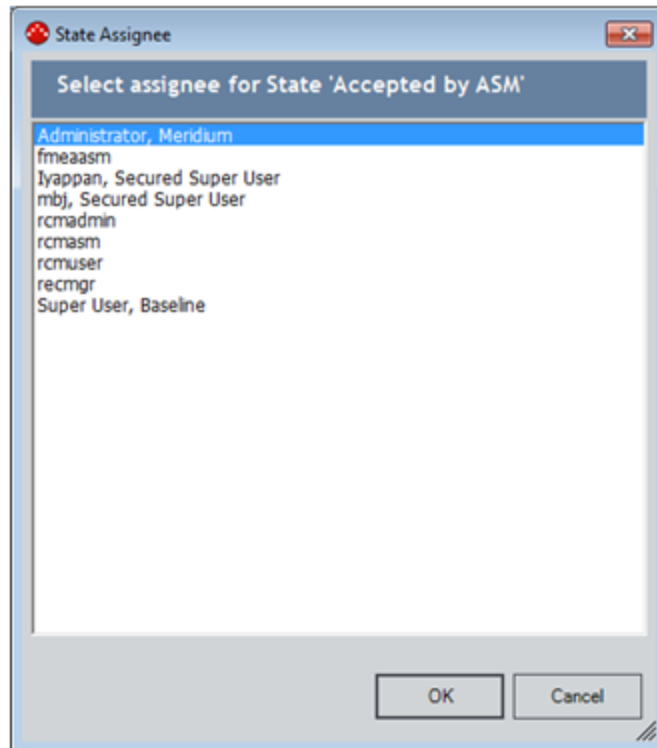 State Assignee
Select assignee for State 'Accepted by ASM'
Administrator, Meridium
fmeaasm
Iyappan, Secured Super User
mbj, Secured Super User
rcmadmin
rcmasm
rcmuser
recmgr
Super User, Baseline
OK
Cancel